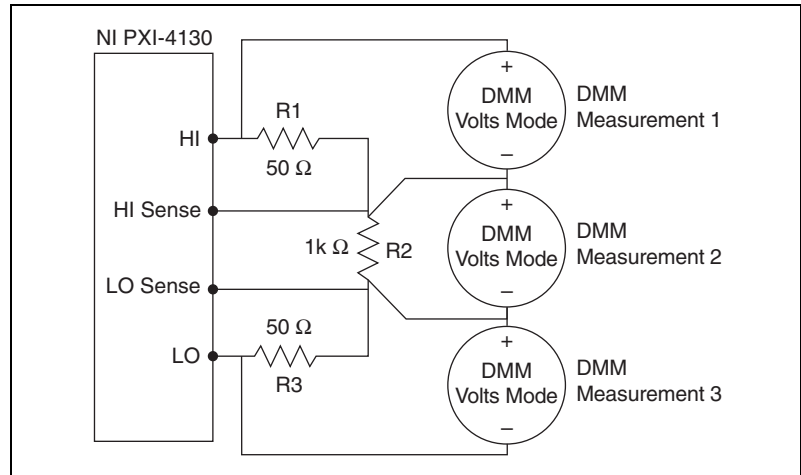 NI PXI-4130
HI
R1
50 Ω
HI Sense
1k Ω
R2
LO Sense
50 Ω
LO
R3
+
DMM
Volts Mode
–
DMM
Measurement 1
+
DMM
Volts Mode
–
DMM
Measurement 2
+
DMM
Volts Mode
–
DMM
Measurement 3